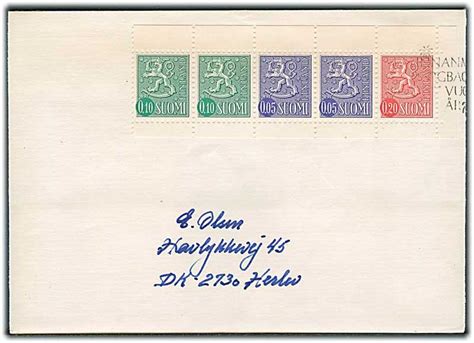 0,10 SUOMI 0,10 SUOMI 0,05 SUOMI 0,05 SUOMI 0,20 SUOMI
E. Olsen
Havlykkevej 45
DK-2730 Herlev